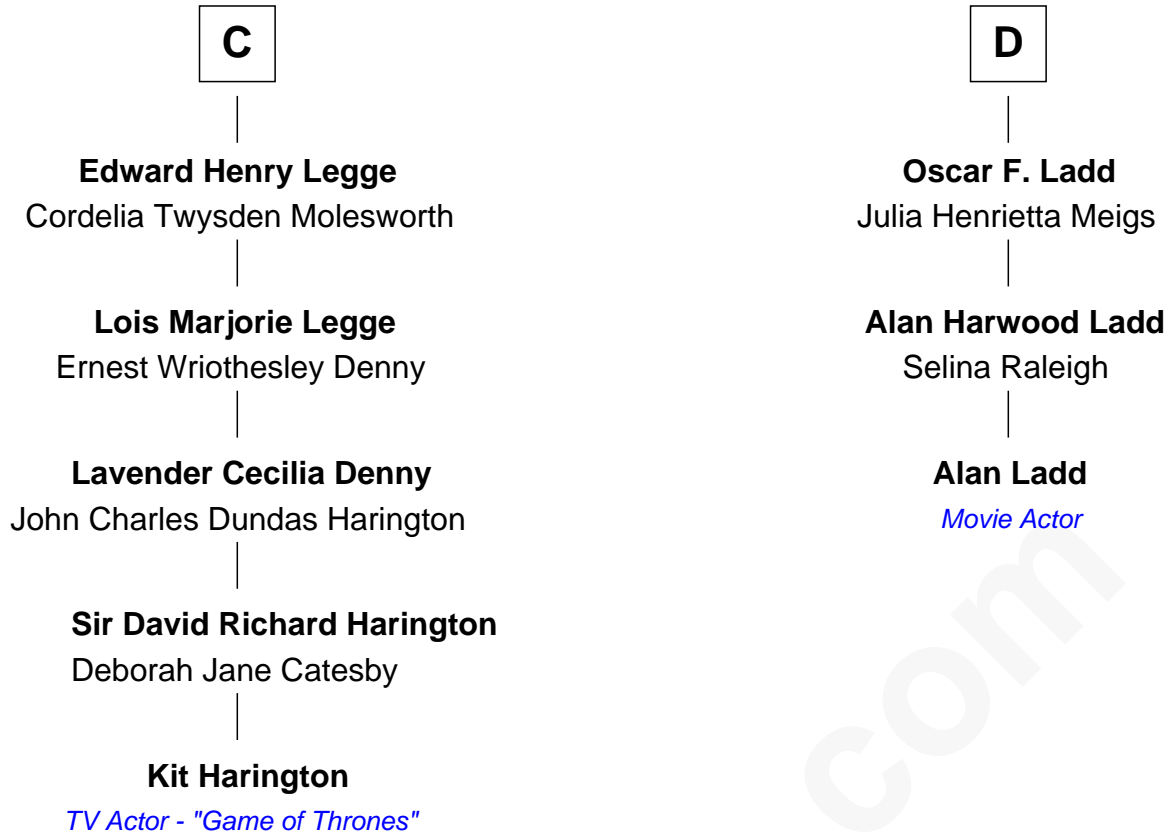 C
Edward Henry Legge
Cordelia Twysden Molesworth
Lois Marjorie Legge
Ernest Wriothesley Denny
Lavender Cecilia Denny
John Charles Dundas Harington
Sir David Richard Harington
Deborah Jane Catesby
Kit Harington
TV Actor - "Game of Thrones"
D
Oscar F. Ladd
Julia Henrietta Meigs
Alan Harwood Ladd
Selina Raleigh
Alan Ladd
Movie Actor
com